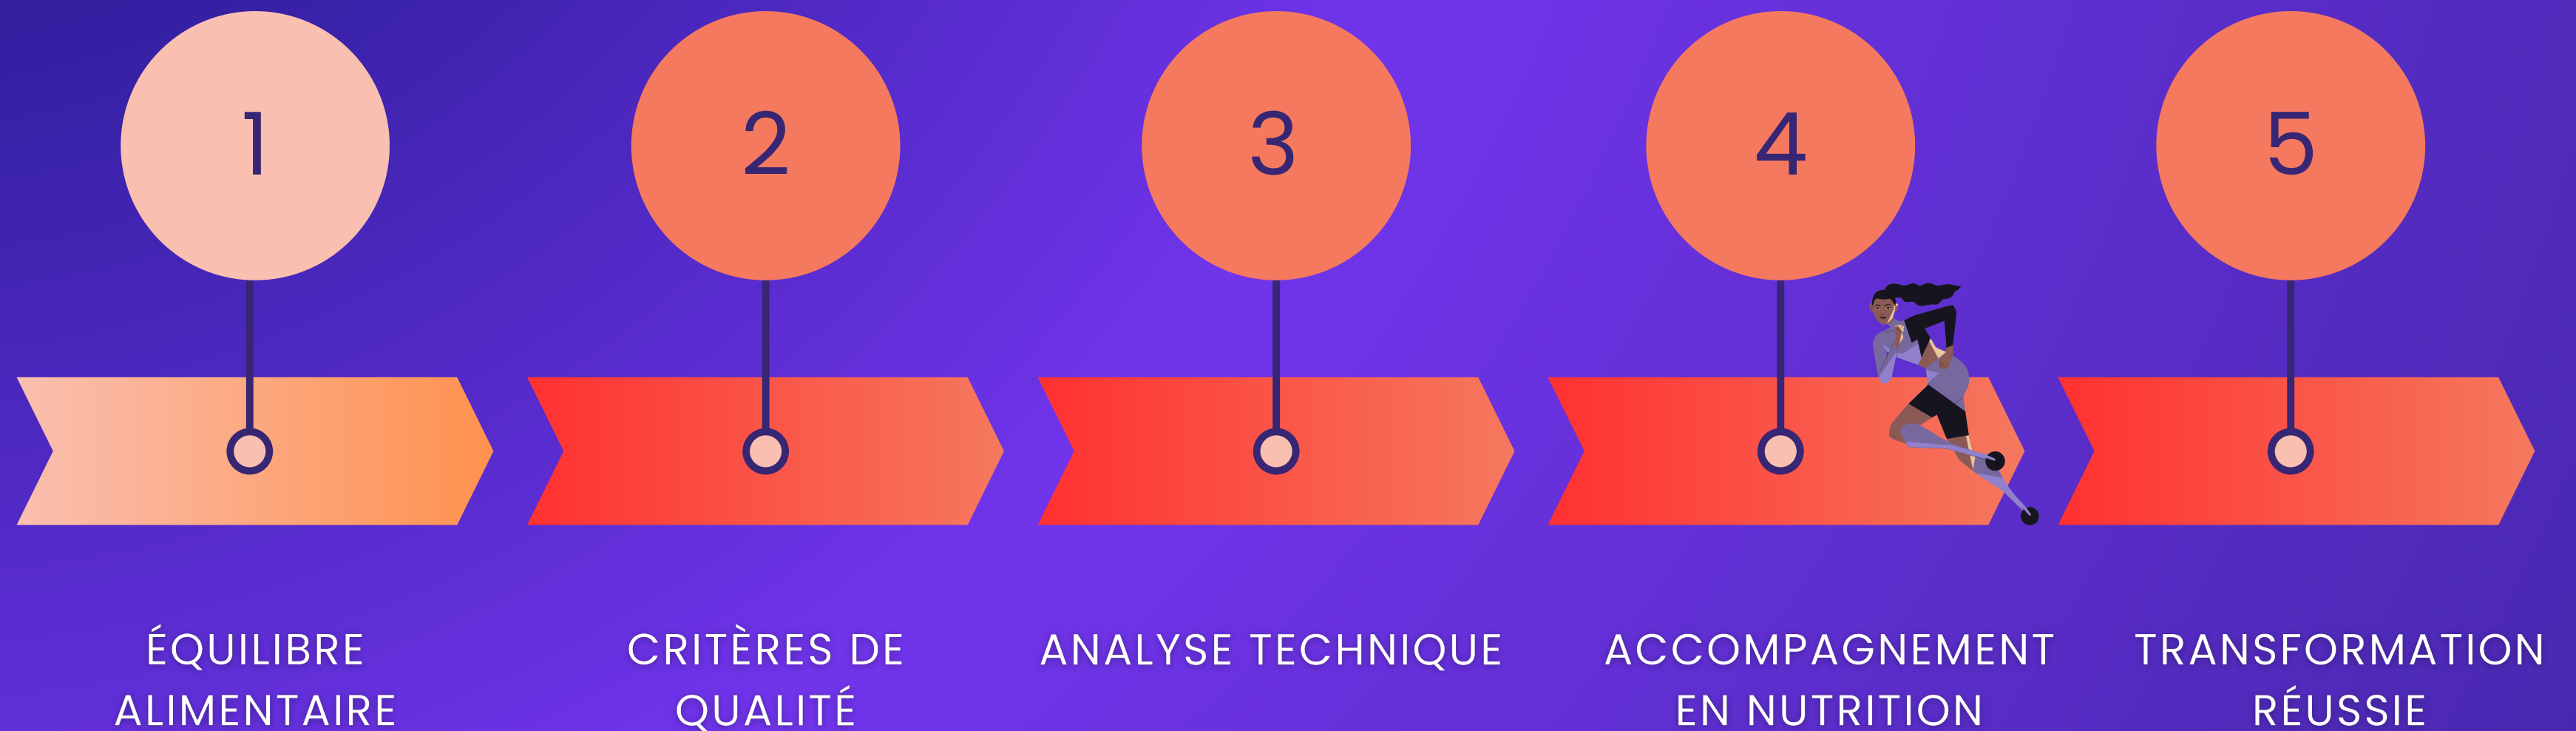 1
2
3
4
5
ÉQUILIBRE
ALIMENTAIRE
CRITÈRES DE
QUALITÉ
ANALYSE TECHNIQUE
ACCOMPAGNEMENT
EN NUTRITION
TRANSFORMATION
RÉUSSIE